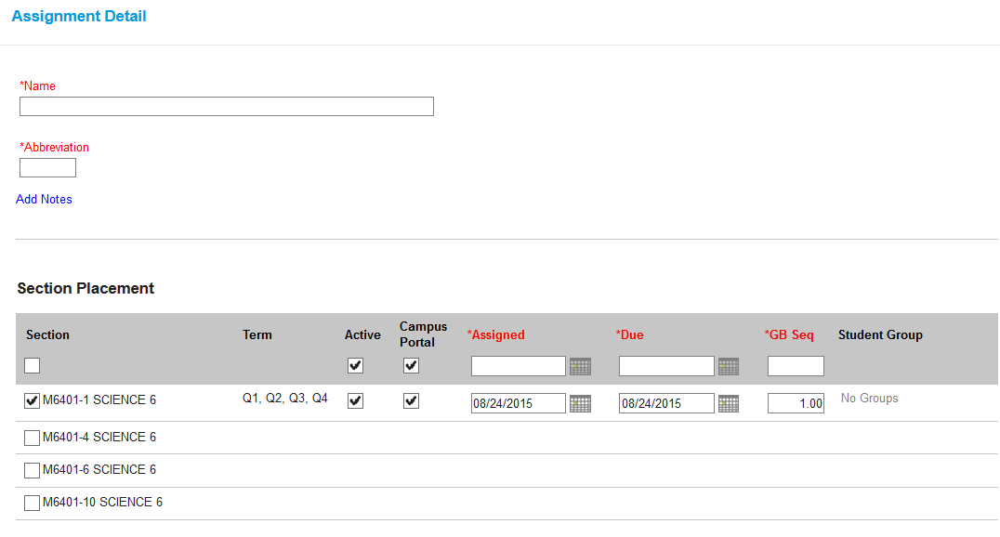 Assignment Detail
*Name
*Abbreviation
Add Notes
Section Placement
Section Term Active Campus Portal *Assigned *Due *GB Seq Student Group
M6401-1 SCIENCE 6 Q1, Q2, Q3, Q4 08/24/2015 08/24/2015 1.00 No Groups
M6401-4 SCIENCE 6
M6401-6 SCIENCE 6
M6401-10 SCIENCE 6